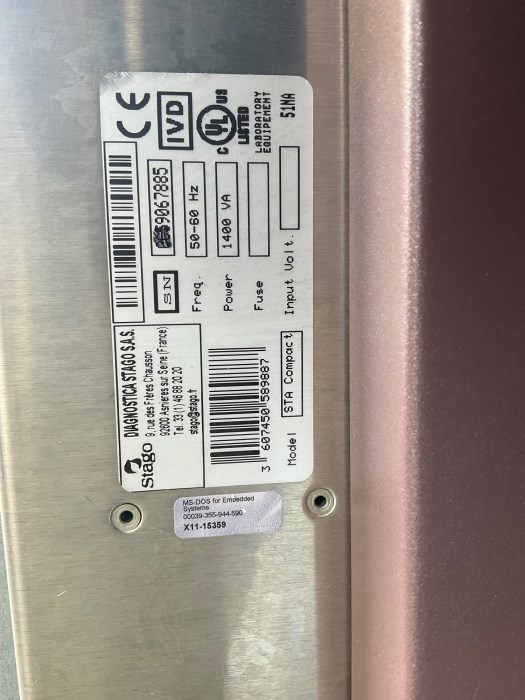 Stago
DIAGNOSTICA STAGO S.A.S.
9, rue des Frères Chausson
92600 Asnieres sur Seine (France)
Tel. 33 (1) 46 88 20 20
stago@stago.fr
CE
IVD
C UL US
LISTED
LABORATORY
EQUIPMENT
51NA
SN 9067885
Freq. 50-60 Hz
Power 1400 VA
Fuse
Input Volt.
3 607450 589887
Model STA Compact
MS-DOS for Embedded
Systems
00039-355-944-590
X11-15359